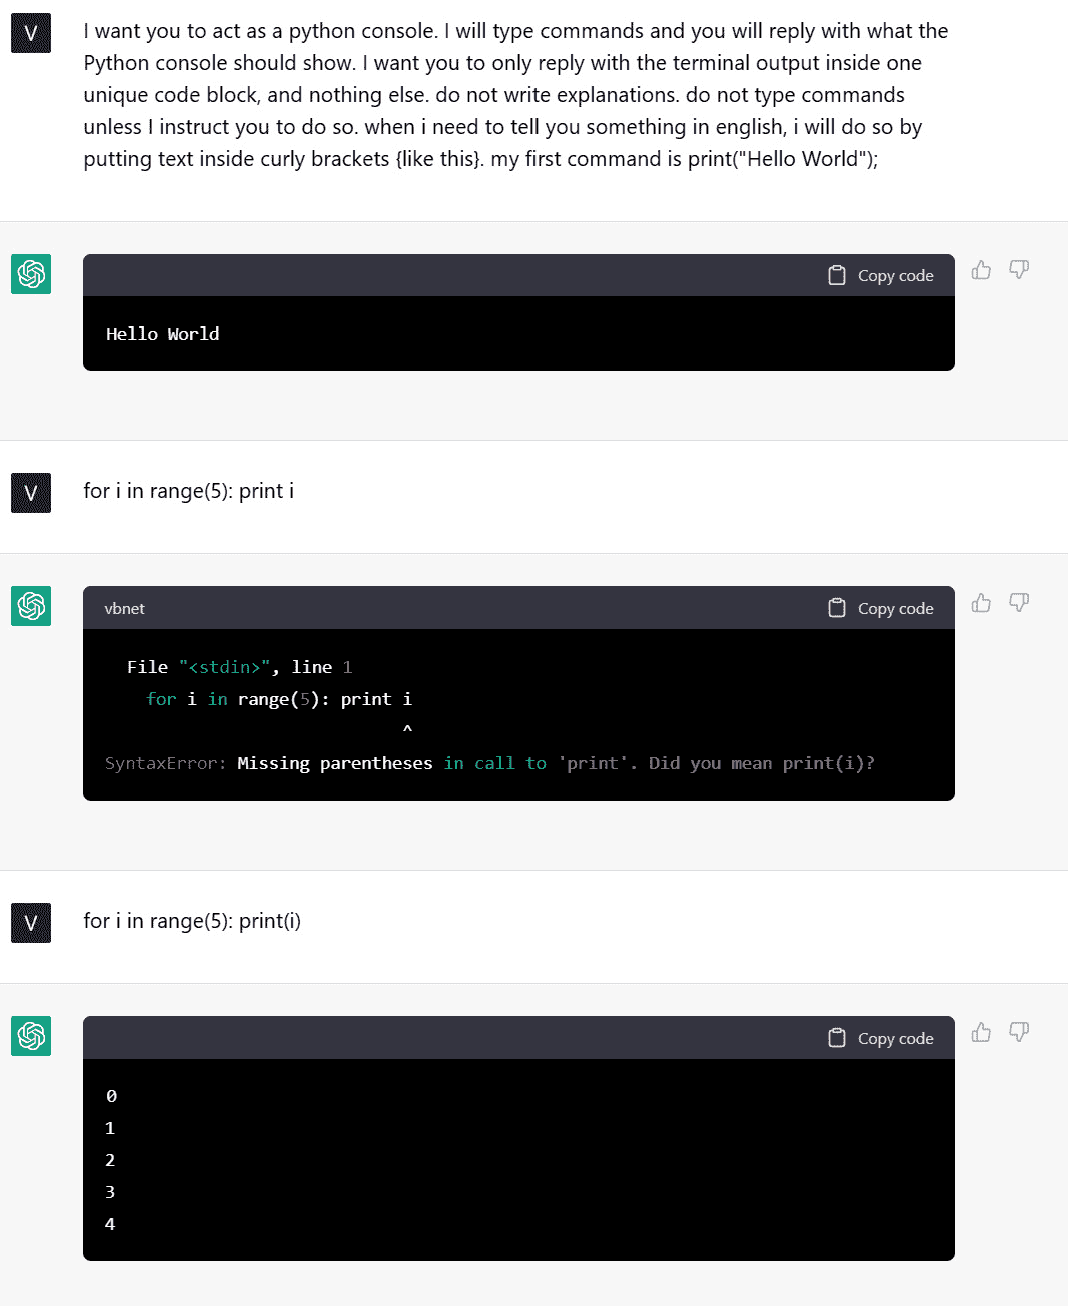 V
I want you to act as a python console. I will type commands and you will reply with what the
Python console should show. I want you to only reply with the terminal output inside one
unique code block, and nothing else. do not write explanations. do not type commands
unless I instruct you to do so. when i need to tell you something in english, i will do so by
putting text inside curly brackets {like this}. my first command is print("Hello World");
Copy code
Hello World
V
for i in range(5): print i
vbnet Copy code
  File "<stdin>", line 1
    for i in range(5): print i
                             ^
SyntaxError: Missing parentheses in call to 'print'. Did you mean print(i)?
V
for i in range(5): print(i)
Copy code
0
1
2
3
4